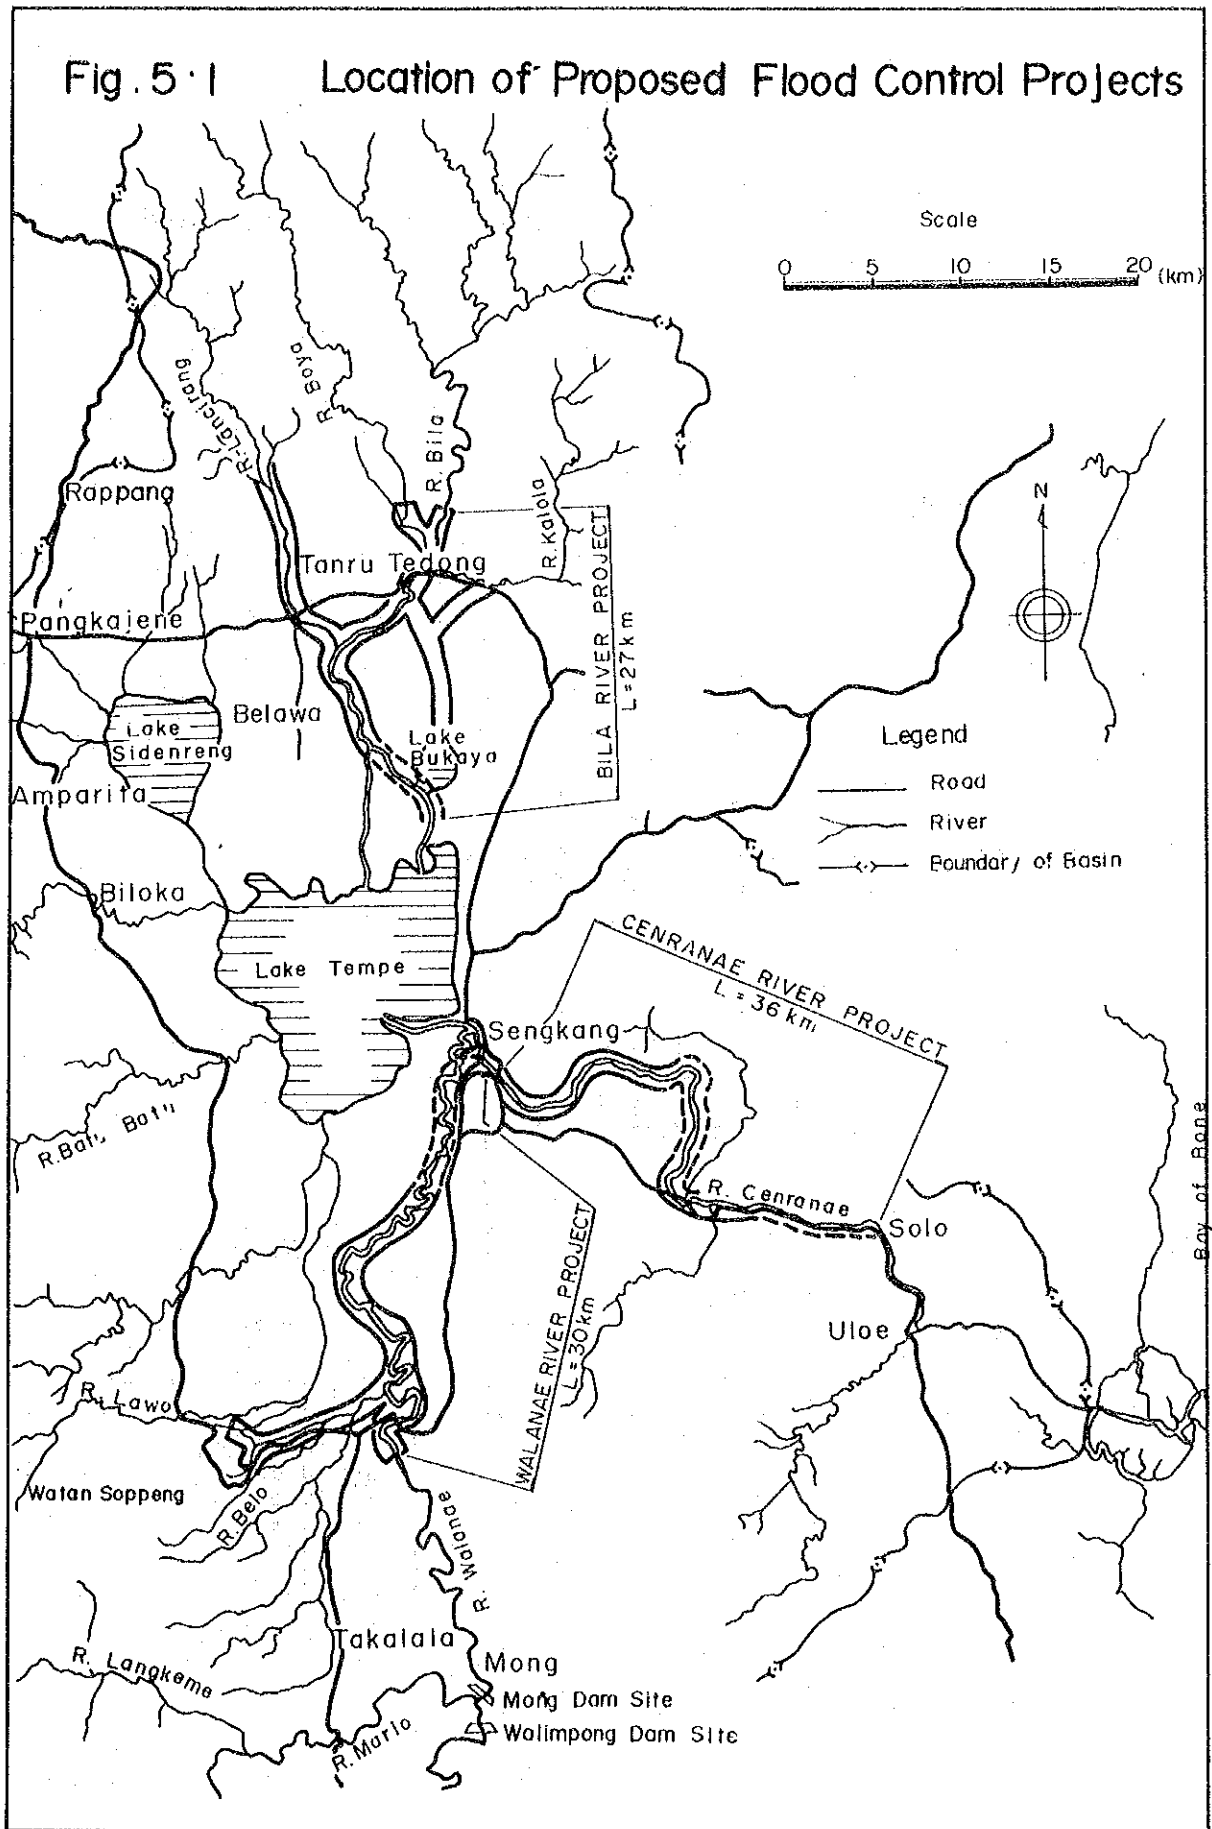 Fig. 5·1 Location of Proposed Flood Control Projects
Scale
0 5 10 15 20 (km)
R. Lancirang
R. Boya
R. Bila
R. Kalola
Rappang
N
Tanru Tedong
Pangkajene
BILA RIVER PROJECT
L = 27 km
Belawa
Lake
Sidenreng
Lake
Bukaya
Legend
Road
River
Boundary of Basin
Amparita
Biloka
Lake Tempe
CENRANAE RIVER PROJECT
L = 36 km
Sengkang
R. Batu Batu
Bay of Bone
R. Cenranae
Solo
WALANAE RIVER PROJECT
L = 30 km
Uloe
R. Lawo
Watan Soppeng
R. Belo
R. Walanae
Takalala
Mong
R. Langkeme
Mong Dam Site
Walimpong Dam Site
R. Mario